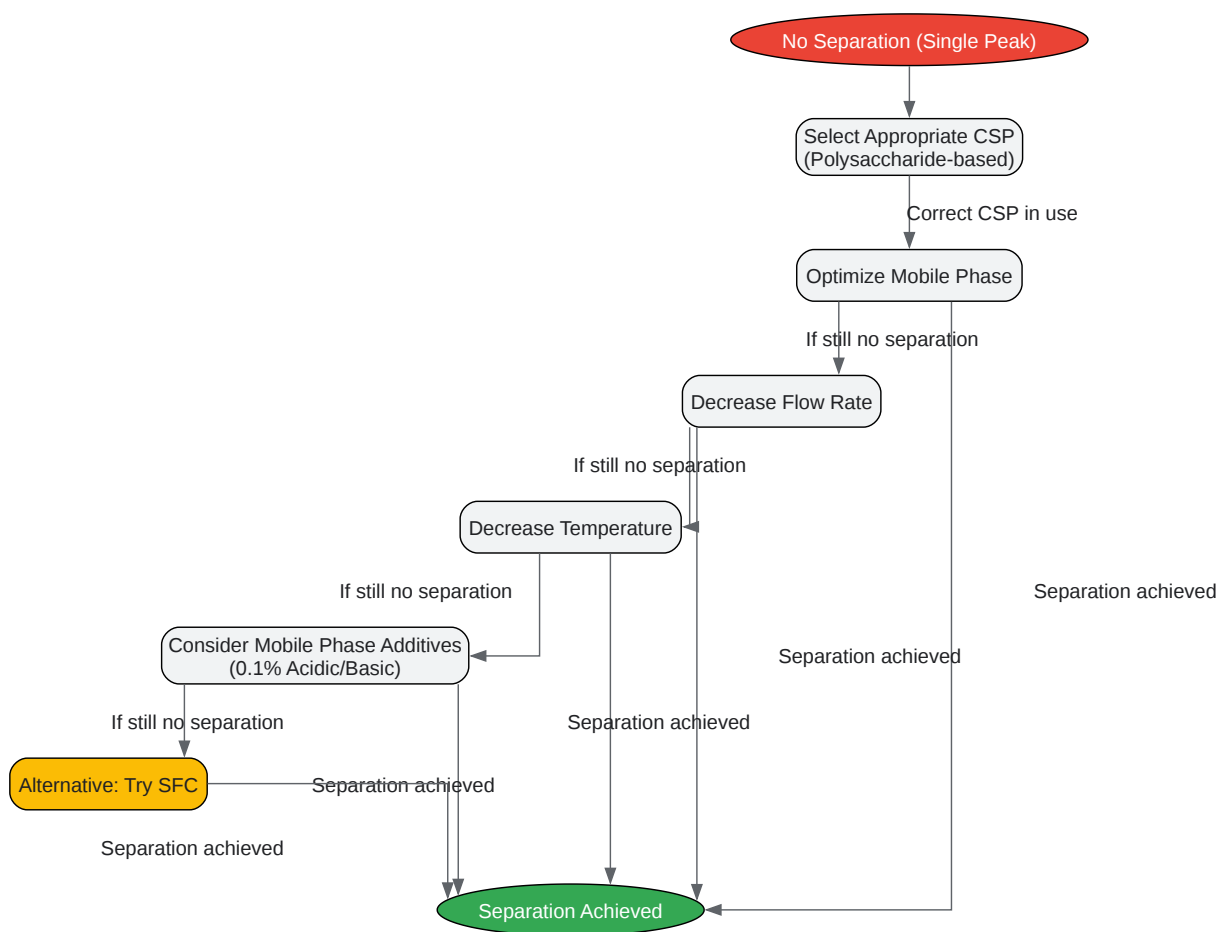 No Separation (Single Peak)
Select Appropriate CSP
(Polysaccharide-based)
Correct CSP in use
Optimize Mobile Phase
If still no separation
Decrease Flow Rate
If still no separation
Decrease Temperature
If still no separation
Separation achieved
Consider Mobile Phase Additives
(0.1% Acidic/Basic)
Separation achieved
If still no separation
Separation achieved
Alternative: Try SFC
Separation achieved
Separation achieved
Separation Achieved